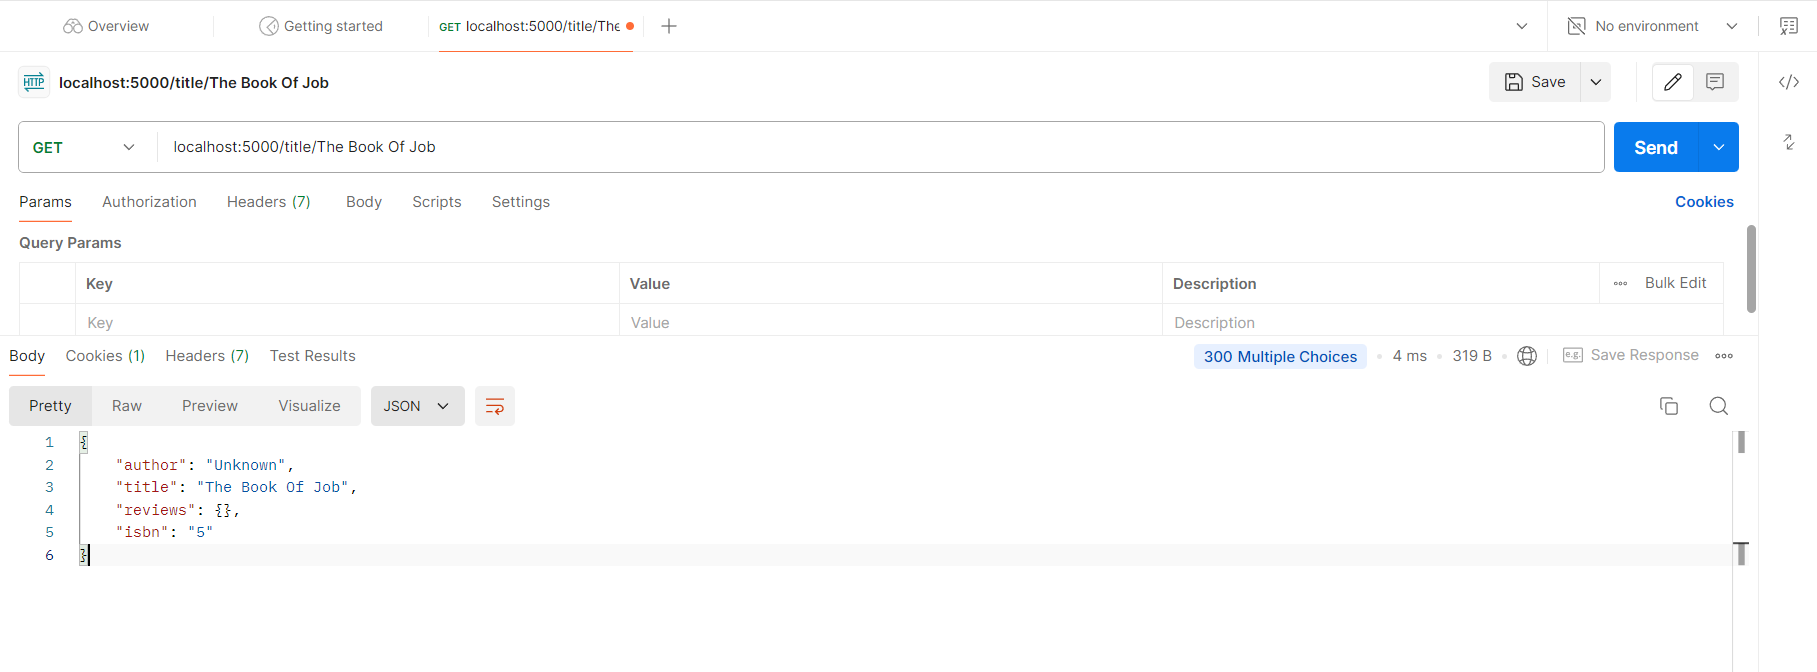 Overview
Getting started
GET localhost:5000/title/The
No environment
HTTP localhost:5000/title/The Book Of Job
Save
GET
localhost:5000/title/The Book Of Job
Send
Params Authorization Headers (7) Body Scripts Settings
Cookies
Query Params
Key Value Description Bulk Edit
Key Value Description
Body Cookies (1) Headers (7) Test Results
300 Multiple Choices 4 ms 319 B e.g. Save Response
Pretty Raw Preview Visualize JSON
1 {
2 "author": "Unknown",
3 "title": "The Book Of Job",
4 "reviews": {},
5 "isbn": "5"
6 }